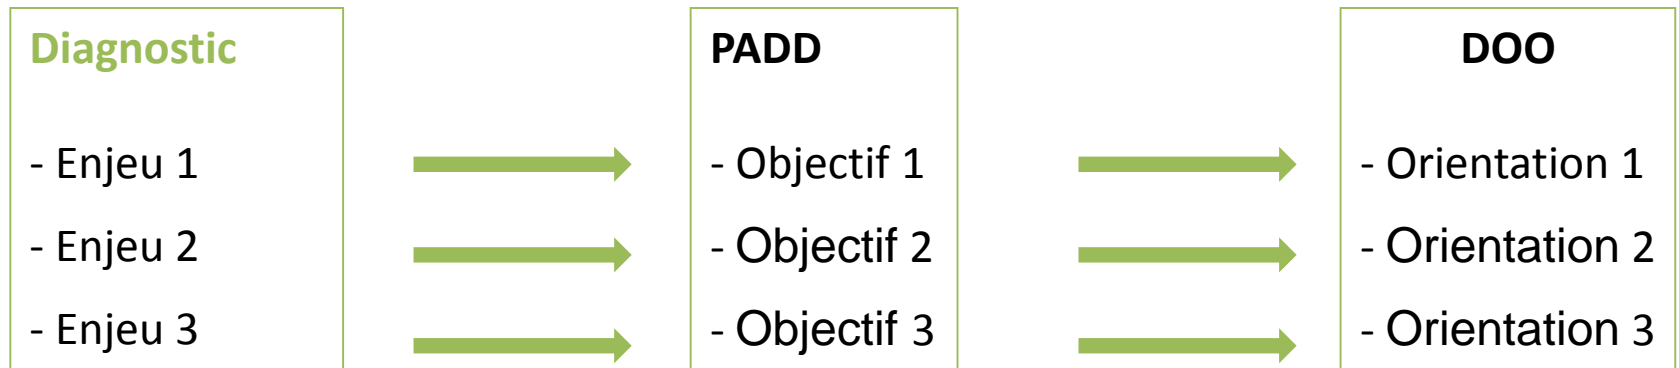 Diagnostic
- Enjeu 1
- Enjeu 2
- Enjeu 3
PADD
- Objectif 1
- Objectif 2
- Objectif 3
DOO
- Orientation 1
- Orientation 2
- Orientation 3